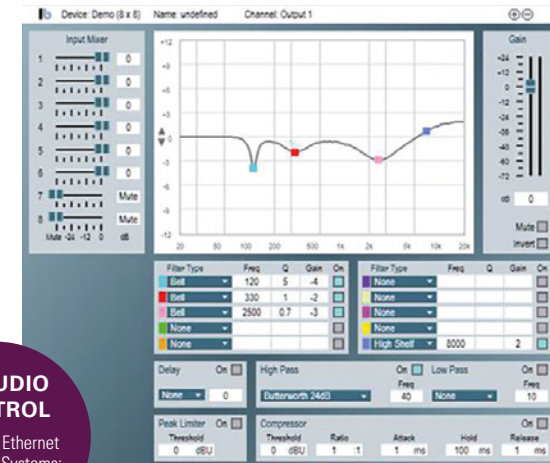 Device: Demo (8 x 8) Name: undefined Channel: Output 1
Input Mixer
1 0
2 0
3 0
4 0
5 0
6 0
7 Mute
8 Mute
Mute -24 -12 0 dB
+12
+9
+6
+3
0
-3
-6
-9
-12
20 50 100 200 500 1k 2k 5k 10k 20k
Gain
+24
+12
0
-12
-24
-36
-48
-60
-72
dB 0
Mute
Invert
Filter Type Freq Q Gain On
Bell 120 5 -4
Bell 330 1 -2
Bell 2500 0.7 -3
None
None
Filter Type Freq Q Gain On
None
None
None
None
High Shelf 8000 2
Delay On
None 0
High Pass On
Freq
Butterworth 24dB 40
Low Pass On
Freq
None 10
Peak Limiter On
Threshold
0 dBU
Compressor On
Threshold Ratio Attack Hold Release
0 dBU 1 :1 1 ms 100 ms 1 ms
UDIO
TROL
Ethernet
Systems: